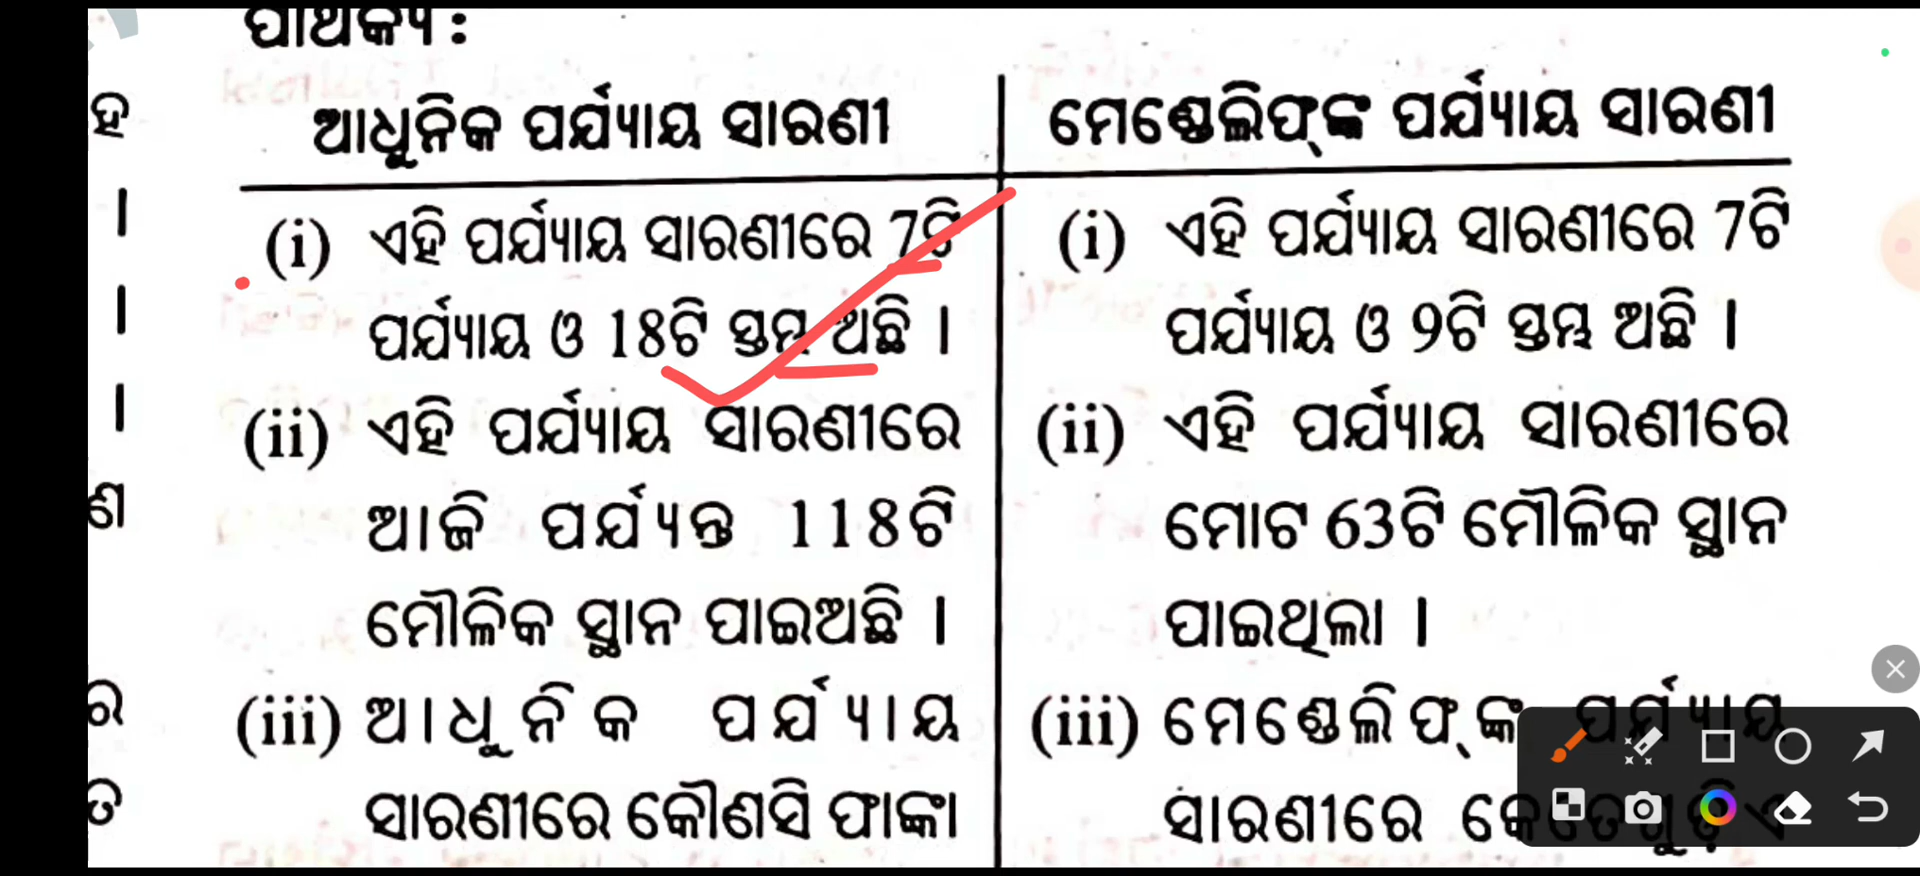 ପାର୍ଥକ୍ୟ :
ଆଧୁନିକ ପର୍ଯ୍ୟାୟ ସାରଣୀ
(i) ଏହି ପର୍ଯ୍ୟାୟ ସାରଣୀରେ 7ଟି
ପର୍ଯ୍ୟାୟ ଓ 18ଟି ସ୍ତମ୍ଭ ଅଛି ।
(ii) ଏହି ପର୍ଯ୍ୟାୟ ସାରଣୀରେ
ଆଜି ପର୍ଯ୍ୟନ୍ତ 118ଟି
ମୌଳିକ ସ୍ଥାନ ପାଇଅଛି ।
(iii) ଆଧୁନିକ ପର୍ଯ୍ୟାୟ
ସାରଣୀରେ କୌଣସି ଫାଙ୍କା
ମେଣ୍ଡେଲିଫ୍‌ଙ୍କ ପର୍ଯ୍ୟାୟ ସାରଣୀ
(i) ଏହି ପର୍ଯ୍ୟାୟ ସାରଣୀରେ 7ଟି
ପର୍ଯ୍ୟାୟ ଓ 9ଟି ସ୍ତମ୍ଭ ଅଛି ।
(ii) ଏହି ପର୍ଯ୍ୟାୟ ସାରଣୀରେ
ମୋଟ 63ଟି ମୌଳିକ ସ୍ଥାନ
ପାଇଥିଲା ।
(iii) ମେଣ୍ଡେଲିଫ୍‌ଙ୍କ ପର୍ଯ୍ୟାୟ
ସାରଣୀରେ